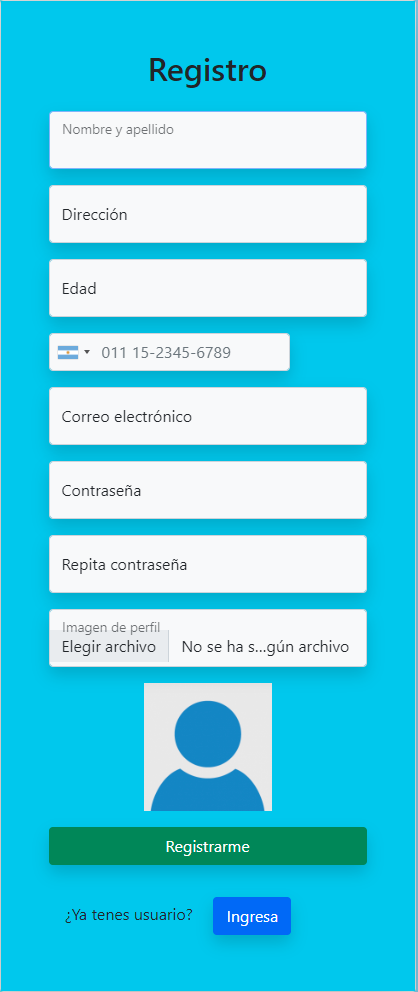 Registro
Nombre y apellido
Dirección
Edad
011 15-2345-6789
Correo electrónico
Contraseña
Repita contraseña
Imagen de perfil
Elegir archivo No se ha s...gún archivo
Registrarme
¿Ya tenes usuario? Ingresa